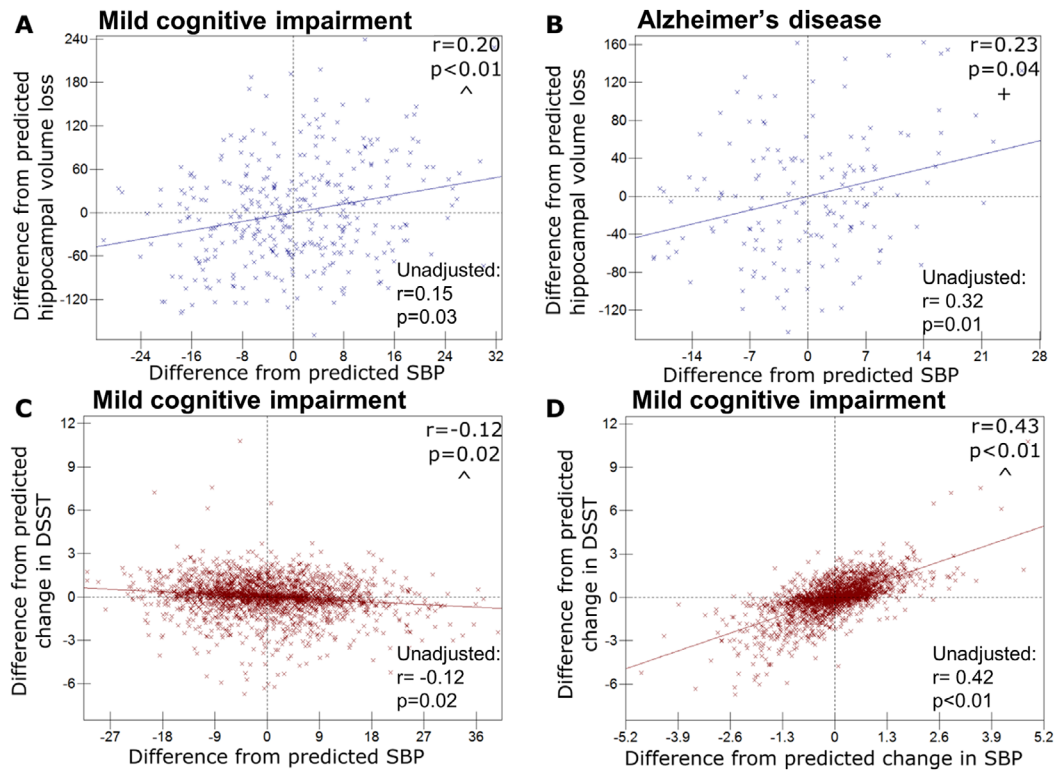 A Mild cognitive impairment
Difference from predicted
hippocampal volume loss
240
180
120
60
0
-60
-120
r=0.20
p<0.01
^
Unadjusted:
r=0.15
p=0.03
-24 -16 -8 0 8 16 24 32
Difference from predicted SBP
B Alzheimer's disease
Difference from predicted
hippocampal volume loss
160
120
80
40
0
-40
-80
-120
r=0.23
p=0.04
+
Unadjusted:
r= 0.32
p=0.01
-14 -7 0 7 14 21 28
Difference from predicted SBP
C Mild cognitive impairment
Difference from predicted
change in DSST
12
9
6
3
0
-3
-6
r=-0.12
p=0.02
^
Unadjusted:
r= -0.12
p=0.02
-27 -18 -9 0 9 18 27 36
Difference from predicted SBP
D Mild cognitive impairment
Difference from predicted
change in DSST
12
9
6
3
0
-3
-6
r=0.43
p<0.01
^
Unadjusted:
r= 0.42
p<0.01
-5.2 -3.9 -2.6 -1.3 0 1.3 2.6 3.9 5.2
Difference from predicted change in SBP